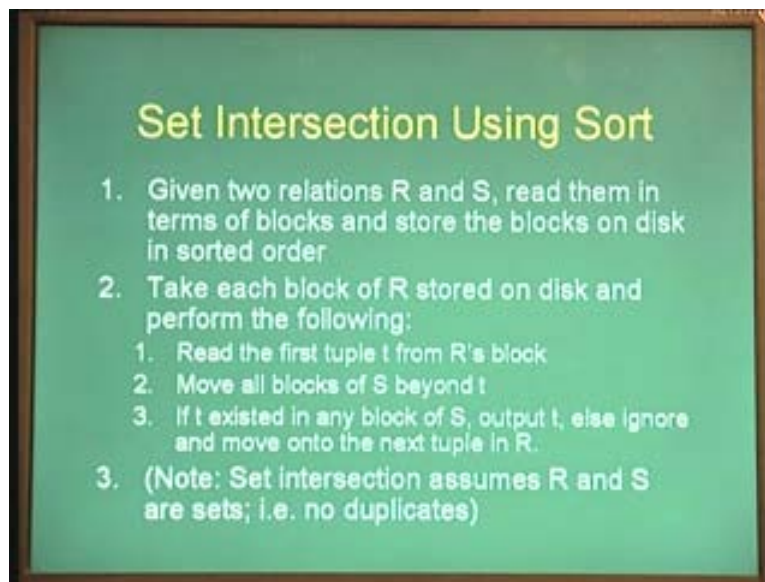 Set Intersection Using Sort
1. Given two relations R and S, read them in
terms of blocks and store the blocks on disk
in sorted order
2. Take each block of R stored on disk and
perform the following:
1. Read the first tuple t from R's block
2. Move all blocks of S beyond t
3. If t existed in any block of S, output t, else ignore
and move onto the next tuple in R.
3. (Note: Set intersection assumes R and S
are sets; i.e. no duplicates)